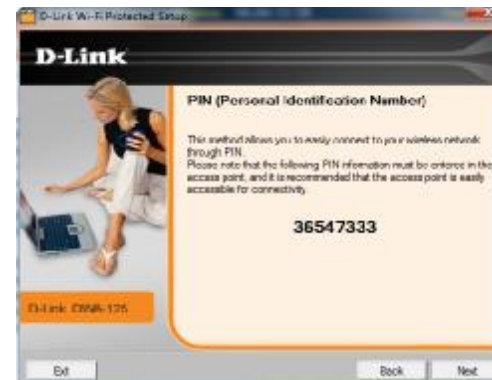 D-Link Wi-Fi Protected Setup
D-Link
PIN (Personal Identification Number)
This method allows you to easily connect to your wireless network
through PIN.
Please note that the following PIN information must be entered in the
access point, and it is recommended that the access point is easily
accessible for connectivity.
36547333
D-Link DWA-125
Exit
Back
Next